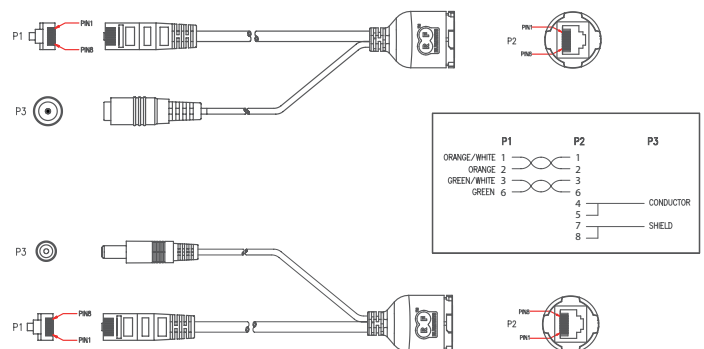 P1
PIN1
PIN8
P3
P2
PIN1
PIN8
P1 P2 P3
ORANGE/WHITE 1 1
ORANGE 2 2
GREEN/WHITE 3 3
GREEN 6 6
4 CONDUCTOR
5
7 SHIELD
8
P3
P1
PIN8
PIN1
P2
PIN8
PIN1